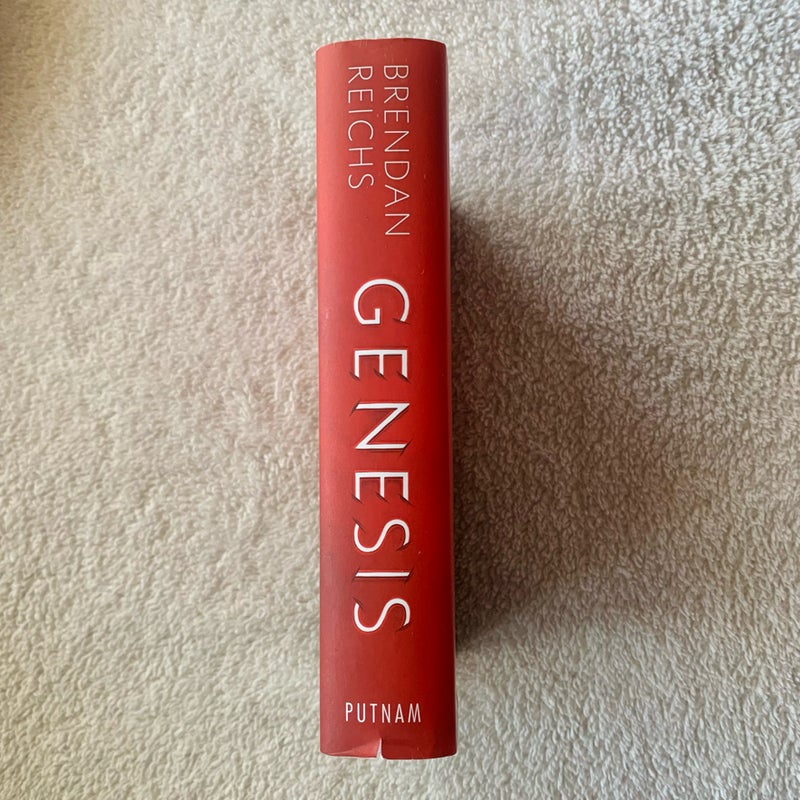 BRENDAN
REICHS
GENESIS
PUTNAM